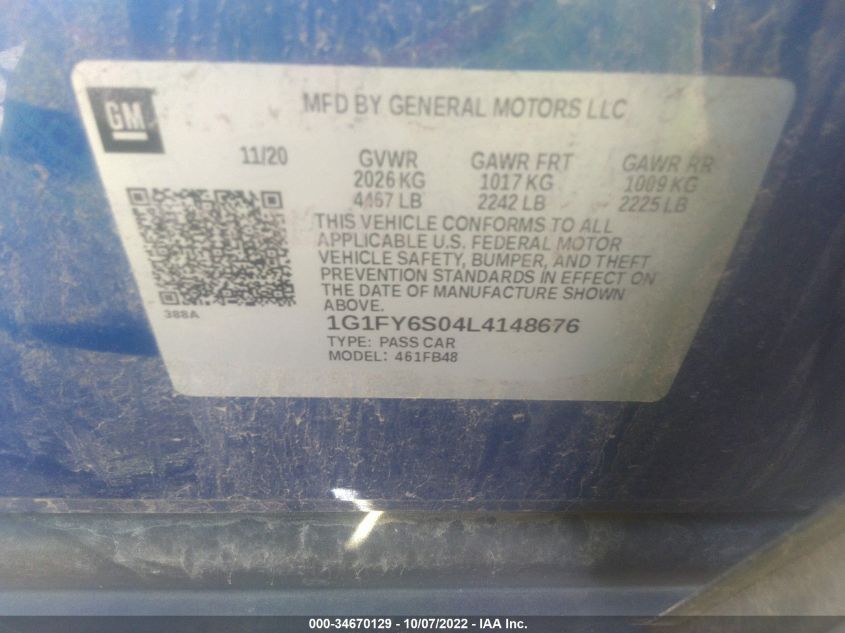 GM
MFD BY GENERAL MOTORS LLC
11/20 GVWR GAWR FRT GAWR RR
2026 KG 1017 KG 1009 KG
4467 LB 2242 LB 2225 LB
THIS VEHICLE CONFORMS TO ALL
APPLICABLE U.S. FEDERAL MOTOR
VEHICLE SAFETY, BUMPER, AND THEFT
PREVENTION STANDARDS IN EFFECT ON
THE DATE OF MANUFACTURE SHOWN
ABOVE.
388A
1G1FY6S04L4148676
TYPE: PASS CAR
MODEL: 461FB48
000-34670129 - 10/07/2022 - IAA Inc.